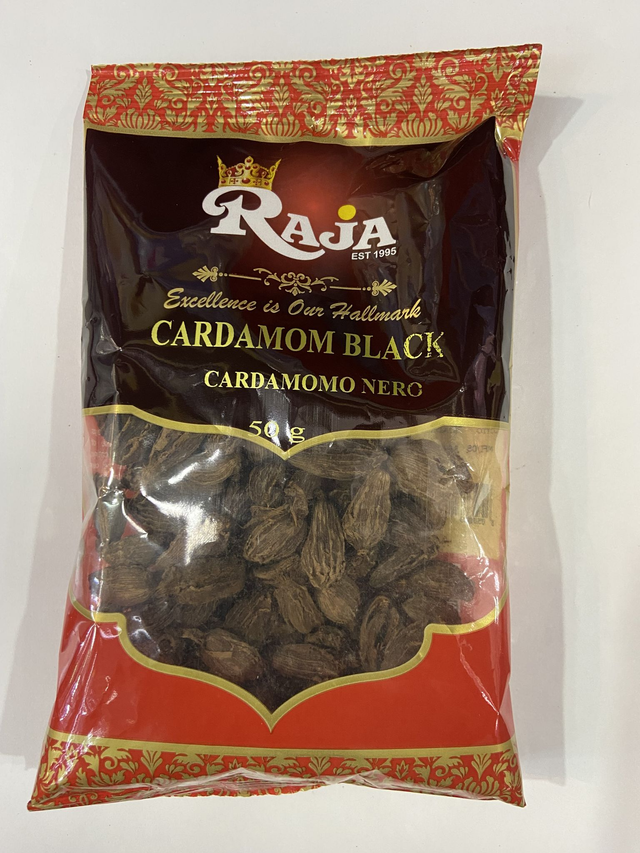 RAJA
EST 1995
Excellence is Our Hallmark
CARDAMOM BLACK
CARDAMOMO NERO
50 g